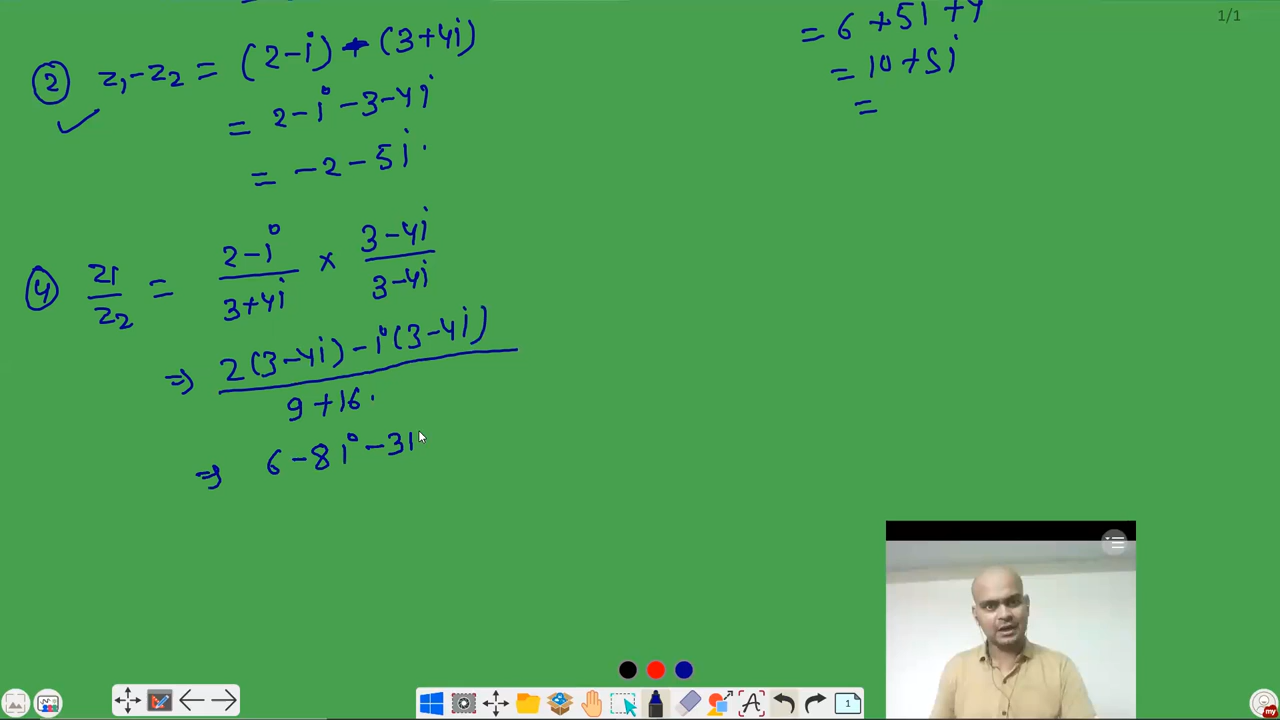 ② z₁-z₂ = (2-i) - (3+4i)
= 2-i-3-4i
= -2-5i.
④ z1/z2 = (2-i)/(3+4i) × (3-4i)/(3-4i)
⇒ 2(3-4i)-i(3-4i)/9+16.
⇒ 6-8i-3i
= 6+5i+4
= 10+5i
=
1/1
A
1
my